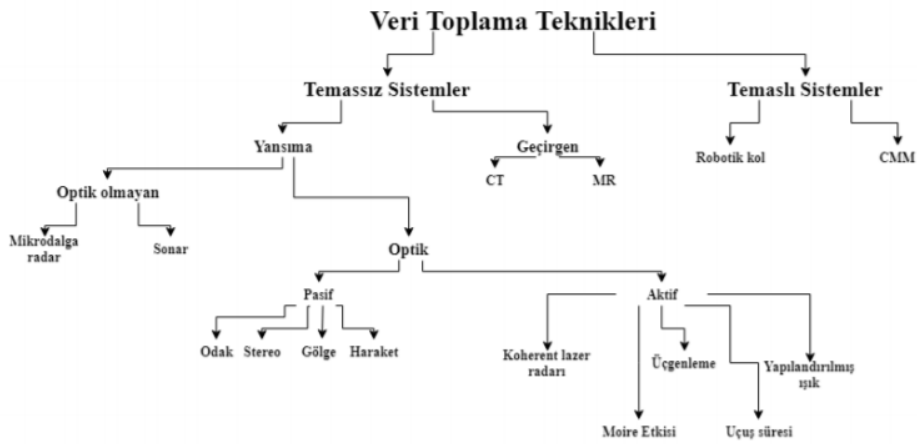 Veri Toplama Teknikleri
Temassız Sistemler
Temaslı Sistemler
Yansıma
Geçirgen
Robotik kol
CMM
CT
MR
Optik olmayan
Mikrodalga
radar
Sonar
Optik
Pasif
Aktif
Odak
Stereo
Gölge
Haraket
Koherent lazer
radarı
Üçgenleme
Yapılandırılmış
ışık
Moire Etkisi
Uçuş süresi